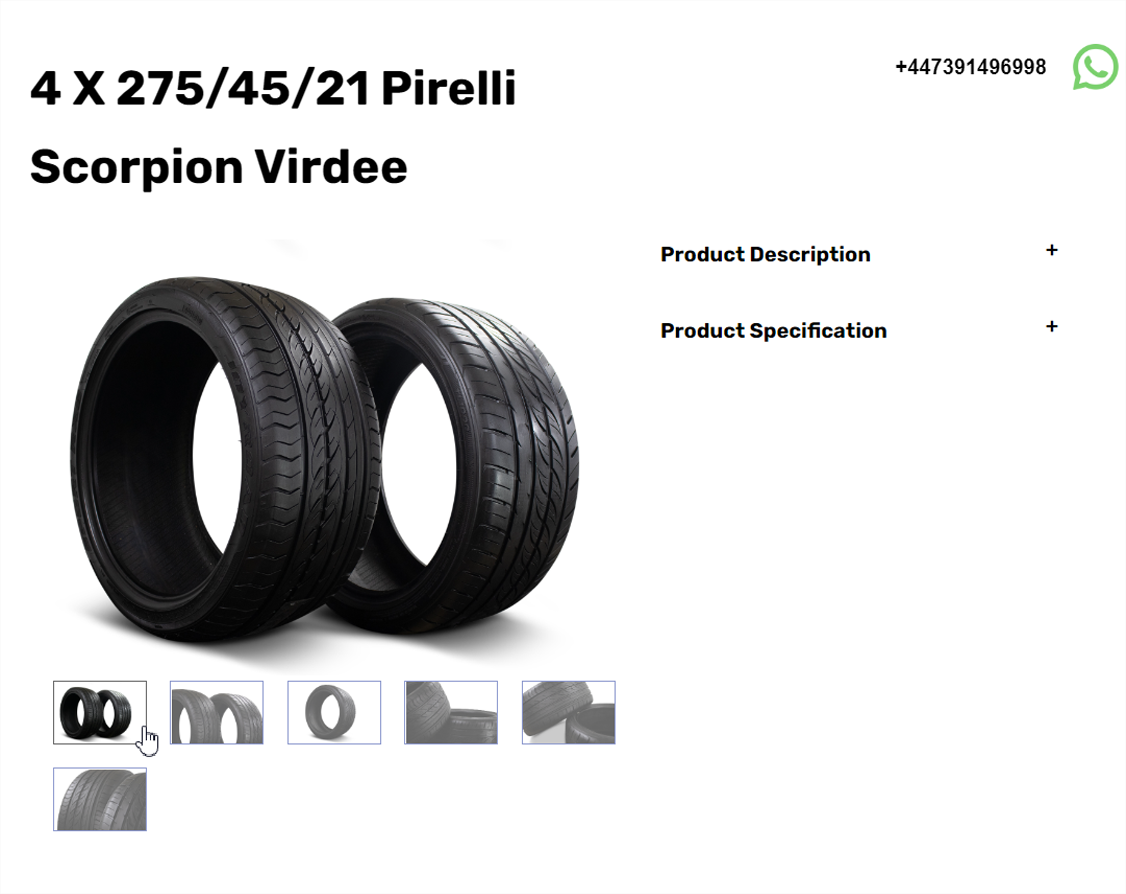 +447391496998
4 X 275/45/21 Pirelli
Scorpion Virdee
Product Description +
Product Specification +